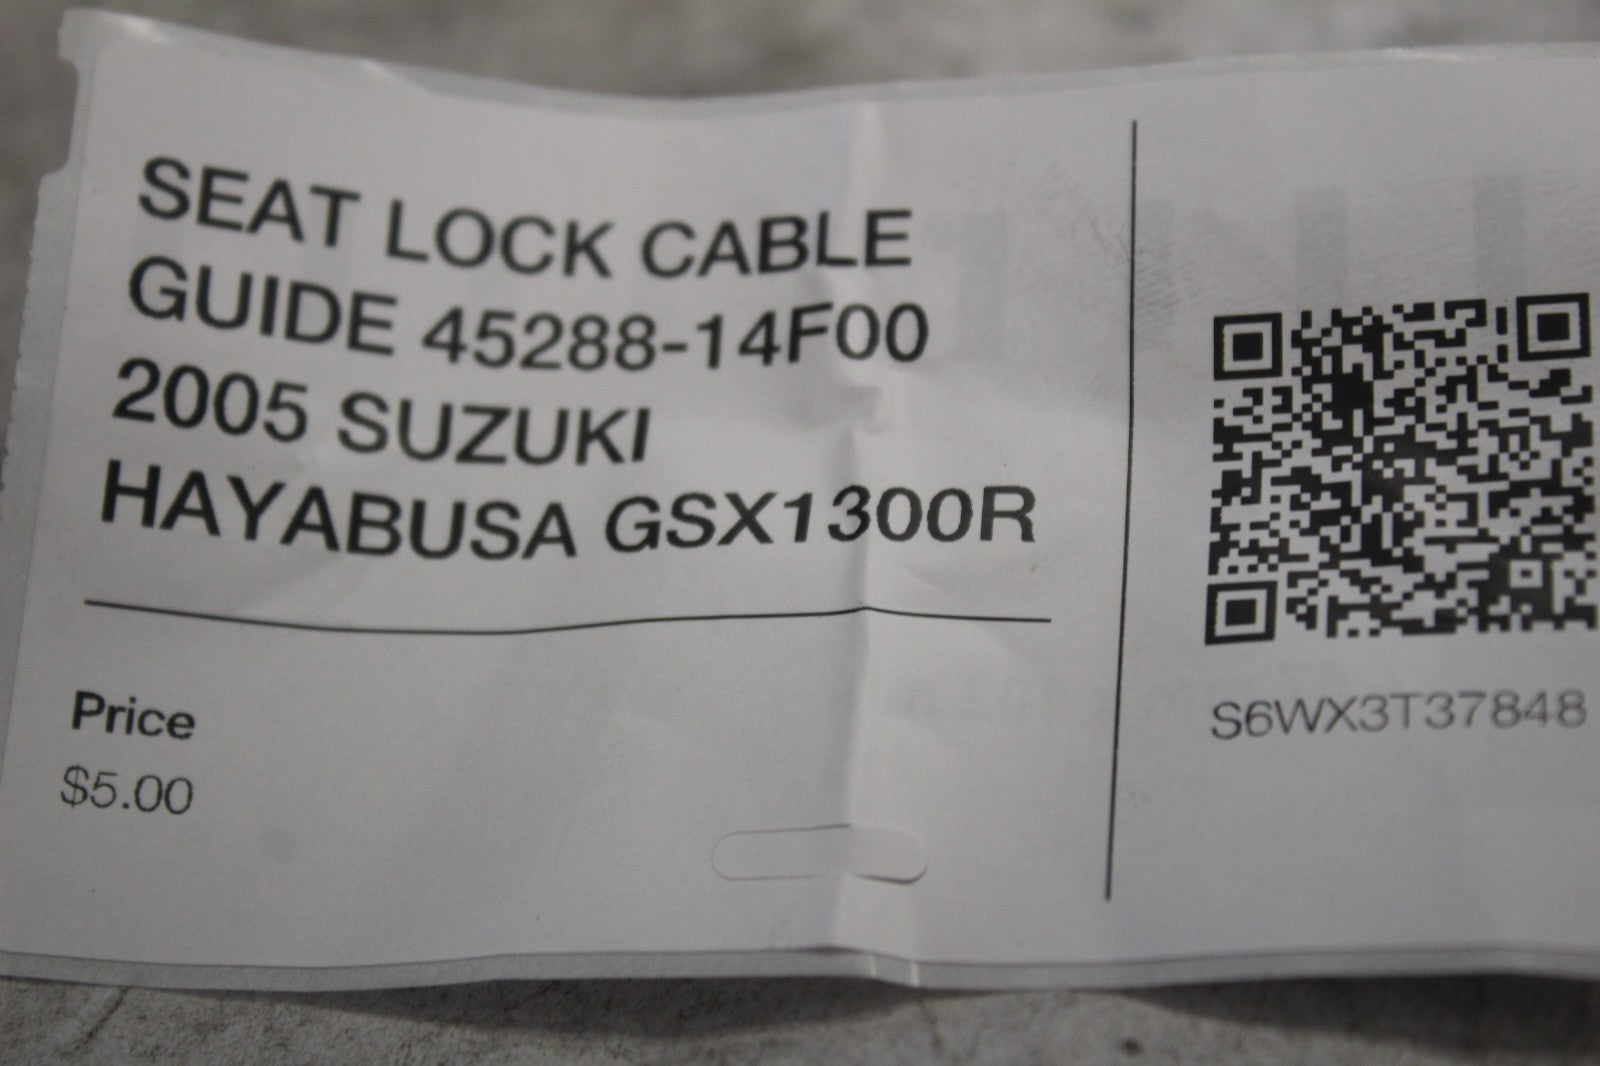 SEAT LOCK CABLE
GUIDE 45288-14F00
2005 SUZUKI
HAYABUSA GSX1300R
Price
$5.00
S6WX3T37848